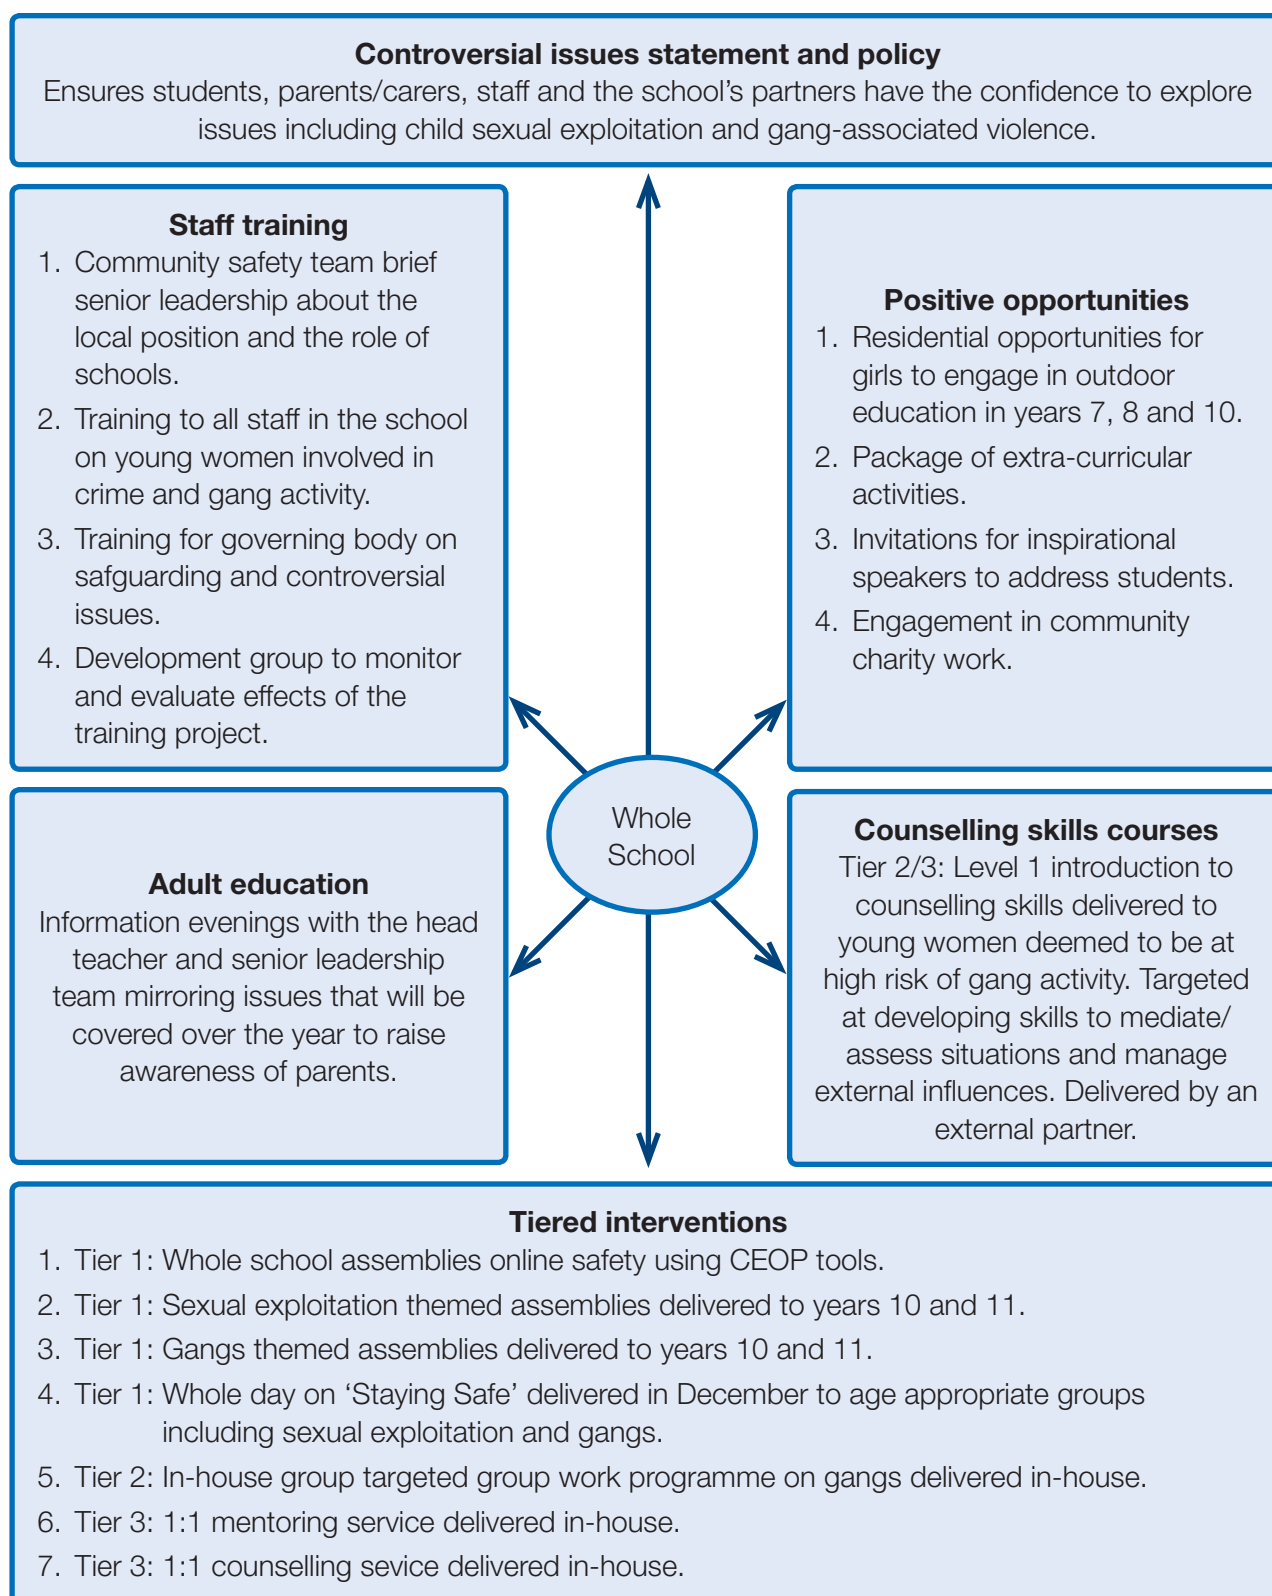 Controversial issues statement and policy
Ensures students, parents/carers, staff and the school's partners have the confidence to explore
issues including child sexual exploitation and gang-associated violence.
Staff training
1. Community safety team brief
senior leadership about the
local position and the role of
schools.
2. Training to all staff in the school
on young women involved in
crime and gang activity.
3. Training for governing body on
safguarding and controversial
issues.
4. Development group to monitor
and evaluate effects of the
training project.
Positive opportunities
1. Residential opportunities for
girls to engage in outdoor
education in years 7, 8 and 10.
2. Package of extra-curricular
activities.
3. Invitations for inspirational
speakers to address students.
4. Engagement in community
charity work.
Whole
School
Adult education
Information evenings with the head
teacher and senior leadership
team mirroring issues that will be
covered over the year to raise
awareness of parents.
Counselling skills courses
Tier 2/3: Level 1 introduction to
counselling skills delivered to
young women deemed to be at
high risk of gang activity. Targeted
at developing skills to mediate/
assess situations and manage
external influences. Delivered by an
external partner.
Tiered interventions
1. Tier 1: Whole school assemblies online safety using CEOP tools.
2. Tier 1: Sexual exploitation themed assemblies delivered to years 10 and 11.
3. Tier 1: Gangs themed assemblies delivered to years 10 and 11.
4. Tier 1: Whole day on 'Staying Safe' delivered in December to age appropriate groups
including sexual exploitation and gangs.
5. Tier 2: In-house group targeted group work programme on gangs delivered in-house.
6. Tier 3: 1:1 mentoring service delivered in-house.
7. Tier 3: 1:1 counselling sevice delivered in-house.